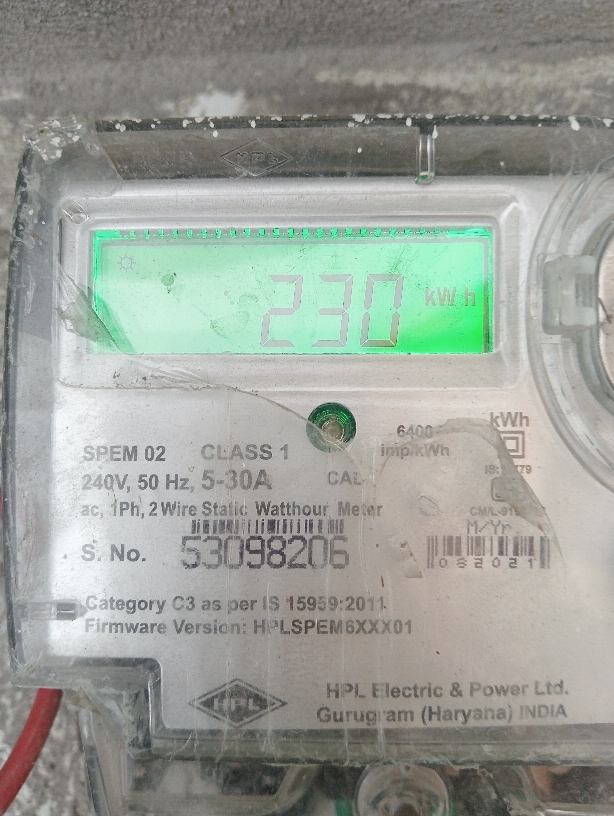 HPL
230 kWh
SPEM 02 CLASS 1
240V, 50 Hz, 5-30A
CAL
6400
imp/kWh
kWh
ac, 1Ph, 2 Wire Static Watthour Meter
M/Yr
S. No. 53098206
082021
Category C3 as per IS 15959:2011
Firmware Version: HPLSPEM6XXX01
HPL
HPL Electric & Power Ltd.
Gurugram (Haryana) INDIA